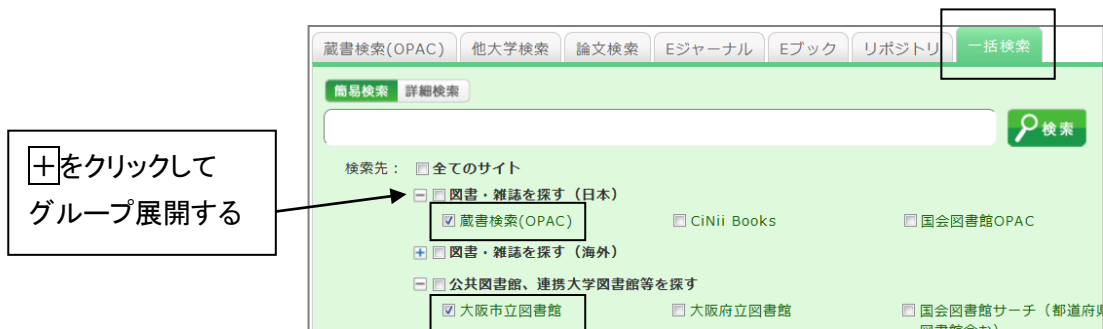 蔵書検索(OPAC) 他大学検索 論文検索 Eジャーナル Eブック リポジトリ 一括検索
簡易検索 詳細検索
検索
+をクリックして
グループ展開する
検索先： 全てのサイト
図書・雑誌を探す（日本）
蔵書検索(OPAC) CiNii Books 国会図書館OPAC
図書・雑誌を探す（海外）
公共図書館、連携大学図書館等を探す
大阪市立図書館 大阪府立図書館 国会図書館サーチ（都道府県
図書館含む）